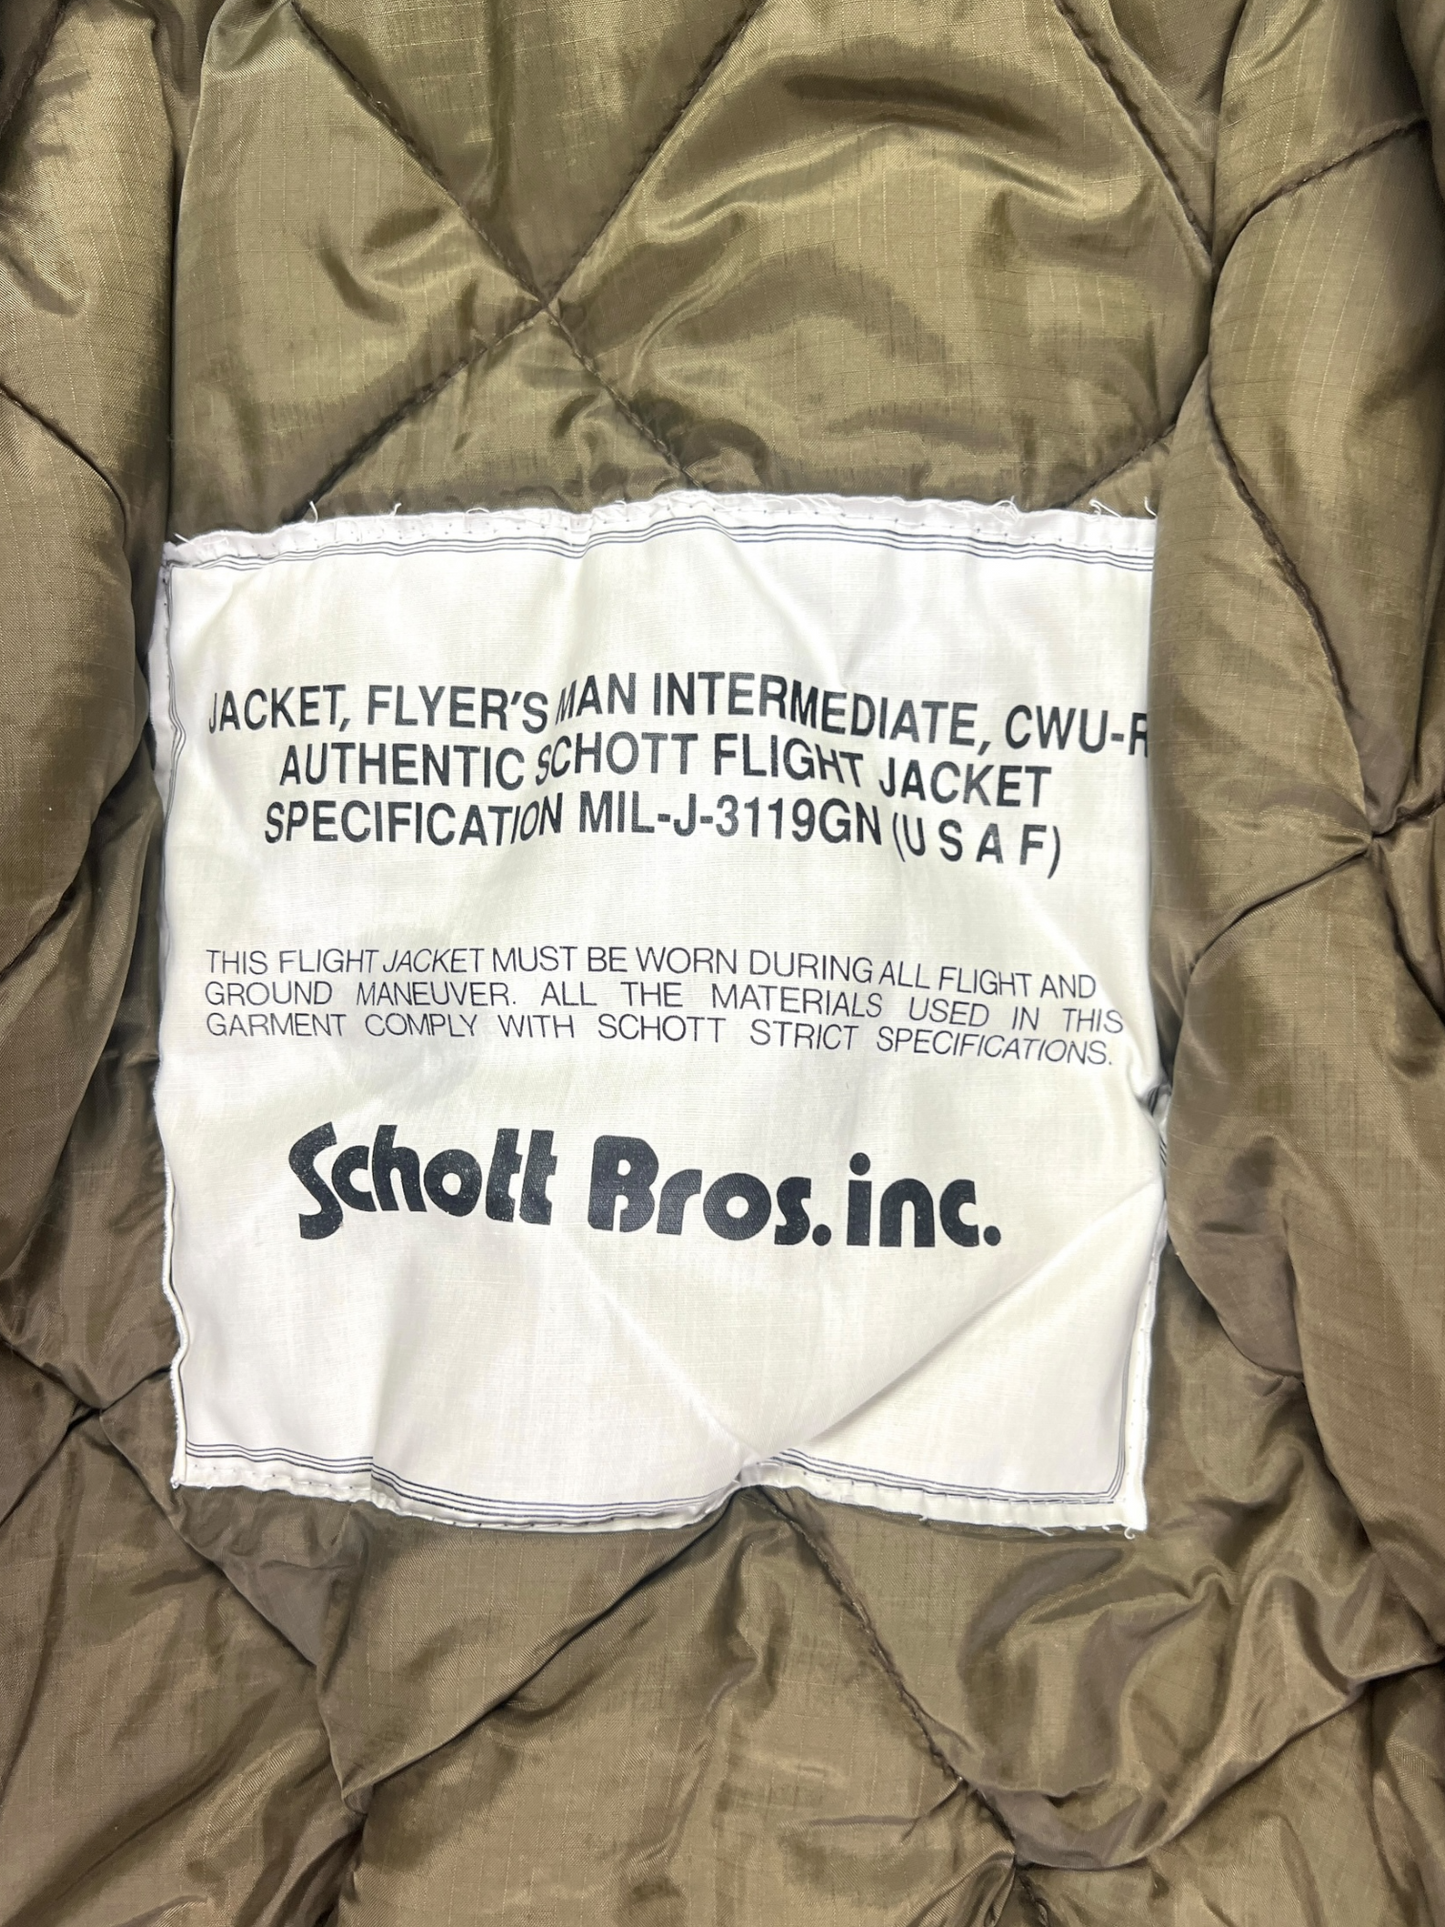 JACKET, FLYER'S MAN INTERMEDIATE, CWU-R
AUTHENTIC SCHOTT FLIGHT JACKET
SPECIFICATION MIL-J-3119GN (U S A F)
THIS FLIGHT JACKET MUST BE WORN DURING ALL FLIGHT AND
GROUND MANEUVER. ALL THE MATERIALS USED IN THIS
GARMENT COMPLY WITH SCHOTT STRICT SPECIFICATIONS.
Schott Bros. inc.